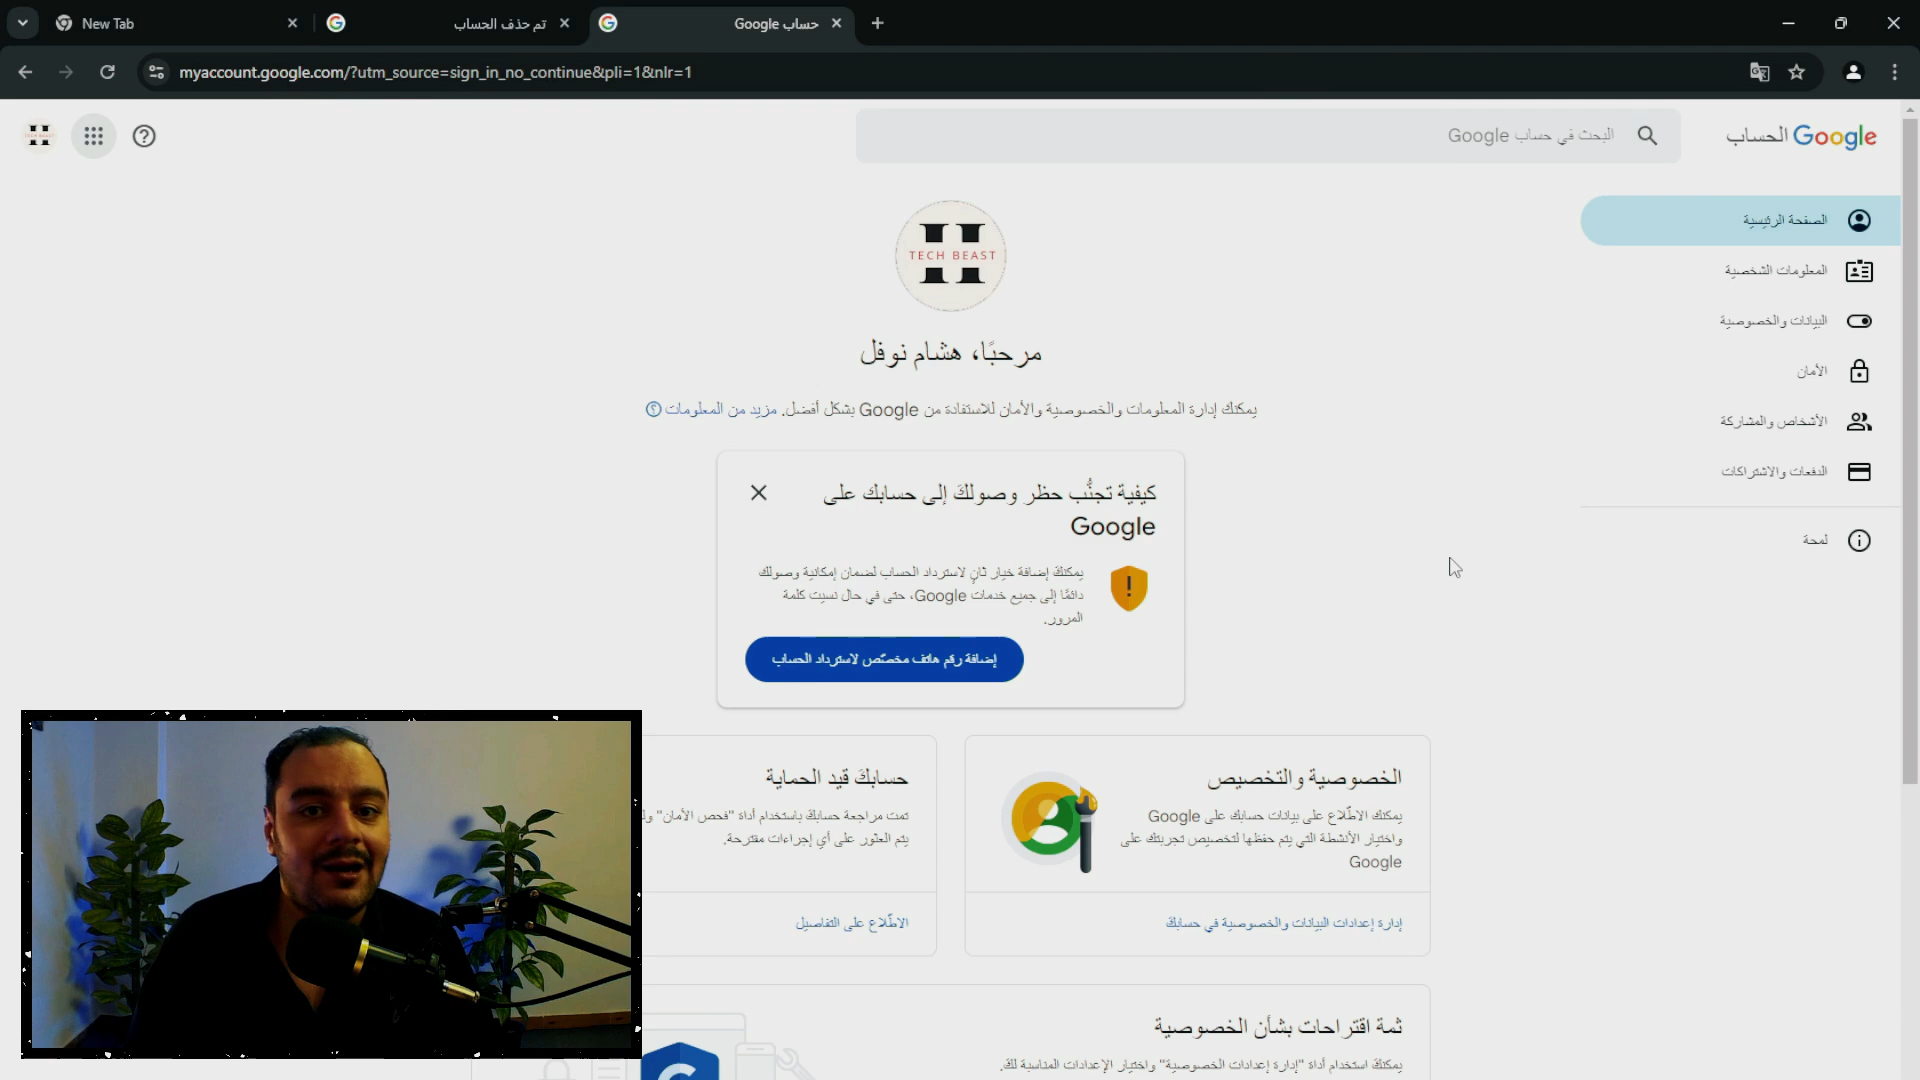 New Tab
تم حذف الحساب
حساب Google
myaccount.google.com/?utm_source=sign_in_no_continue&pli=1&nlr=1
Google الحساب
البحث في حساب Google
الصفحة الرئيسية
المعلومات الشخصية
البيانات والخصوصية
الأمان
الأشخاص والمشاركة
الدفعات والاشتراكات
لمحة
TECH BEAST
مرحبًا، هشام نوفل
يمكنك إدارة المعلومات والخصوصية والأمان للاستفادة من Google بشكل أفضل. مزيد من المعلومات
كيفية تجنُّب حظر وصولك إلى حسابك على
Google
يمكنك إضافة خيار ثانٍ لاسترداد الحساب لضمان إمكانية وصولك
دائمًا إلى جميع خدمات Google، حتى في حال نسيت كلمة
المرور.
إضافة رقم هاتف مخصّص لاسترداد الحساب
الخصوصية والتخصيص
يمكنك الاطّلاع على بيانات حسابك على Google
واختيار الأنشطة التي يتم حفظها لتخصيص تجربتك على
Google
إدارة إعدادات البيانات والخصوصية في حسابك
حسابك قيد الحماية
تمت مراجعة حسابك باستخدام أداة "فحص الأمان" ول
يتم العثور على أي إجراءات مقترحة.
الاطّلاع على التفاصيل
ثمة اقتراحات بشأن الخصوصية
يمكنك استخدام أداة "إدارة إعدادات الخصوصية" واختيار الإعدادات المناسبة لك.